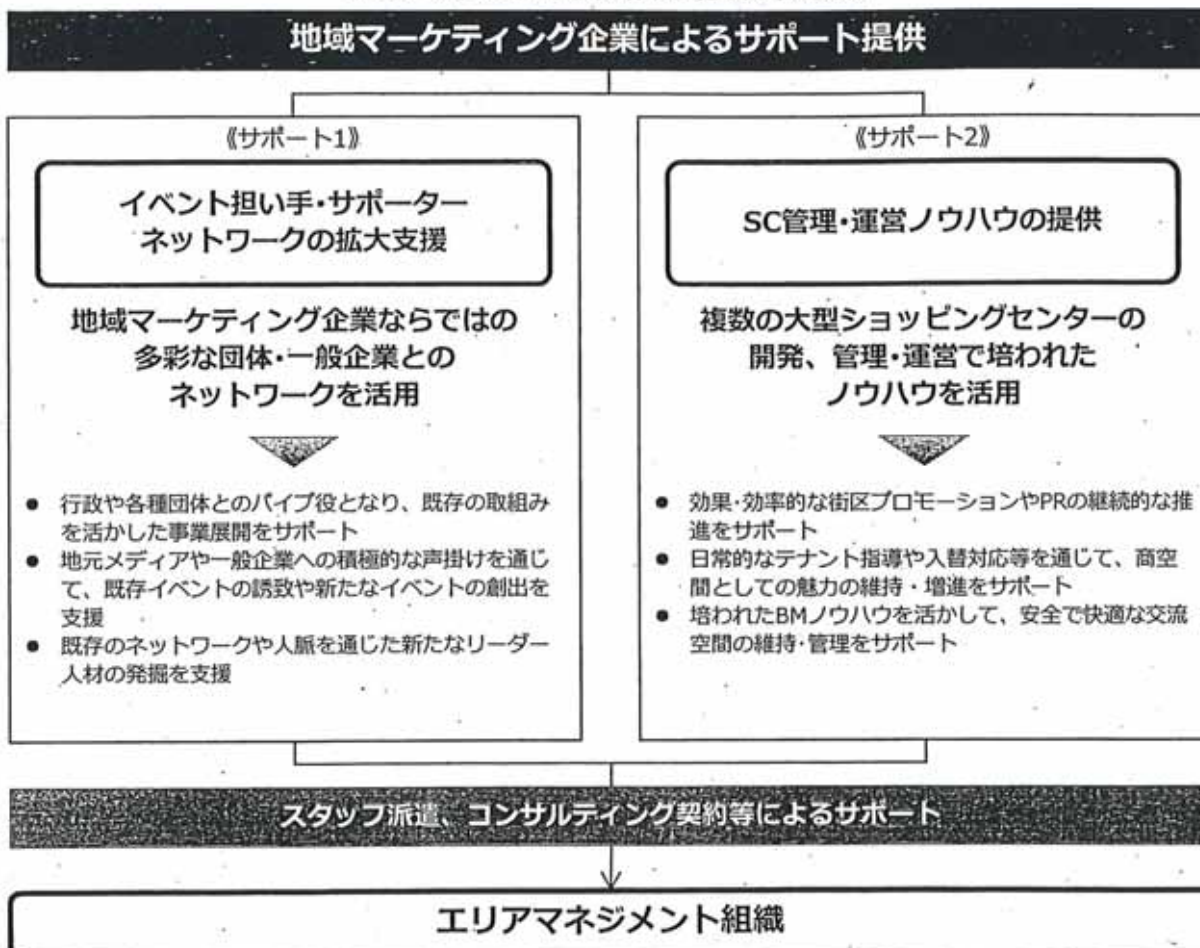 地域マーケティング企業によるサポート提供
《サポート1》
イベント担い手・サポーター
ネットワークの拡大支援
地域マーケティング企業ならではの
多彩な団体・一般企業との
ネットワークを活用
● 行政や各種団体とのパイプ役となり、既存の取組み
を活かした事業展開をサポート
● 地元メディアや一般企業への積極的な声掛けを通じ
て、既存イベントの誘致や新たなイベントの創出を
支援
● 既存のネットワークや人脈を通じた新たなリーダー
人材の発掘を支援
《サポート2》
SC管理・運営ノウハウの提供
複数の大型ショッピングセンターの
開発、管理・運営で培われた
ノウハウを活用
● 効果・効率的な街区プロモーションやPRの継続的な推
進をサポート
● 日常的なテナント指導や入替対応等を通じて、商空
間としての魅力の維持・増進をサポート
● 培われたBMノウハウを活かして、安全で快適な交流
空間の維持・管理をサポート
スタッフ派遣、コンサルティング契約等によるサポート
エリアマネジメント組織